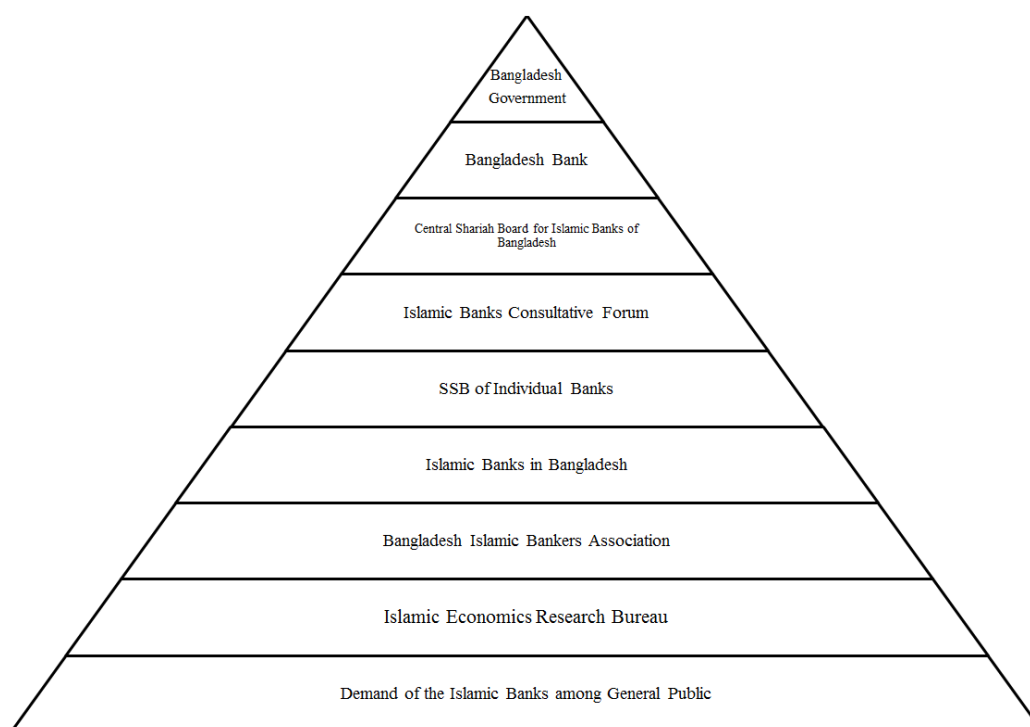 Bangladesh
Government
Bangladesh Bank
Central Shariah Board for Islamic Banks of
Bangladesh
Islamic Banks Consultative Forum
SSB of Individual Banks
Islamic Banks in Bangladesh
Bangladesh Islamic Bankers Association
Islamic Economics Research Bureau
Demand of the Islamic Banks among General Public